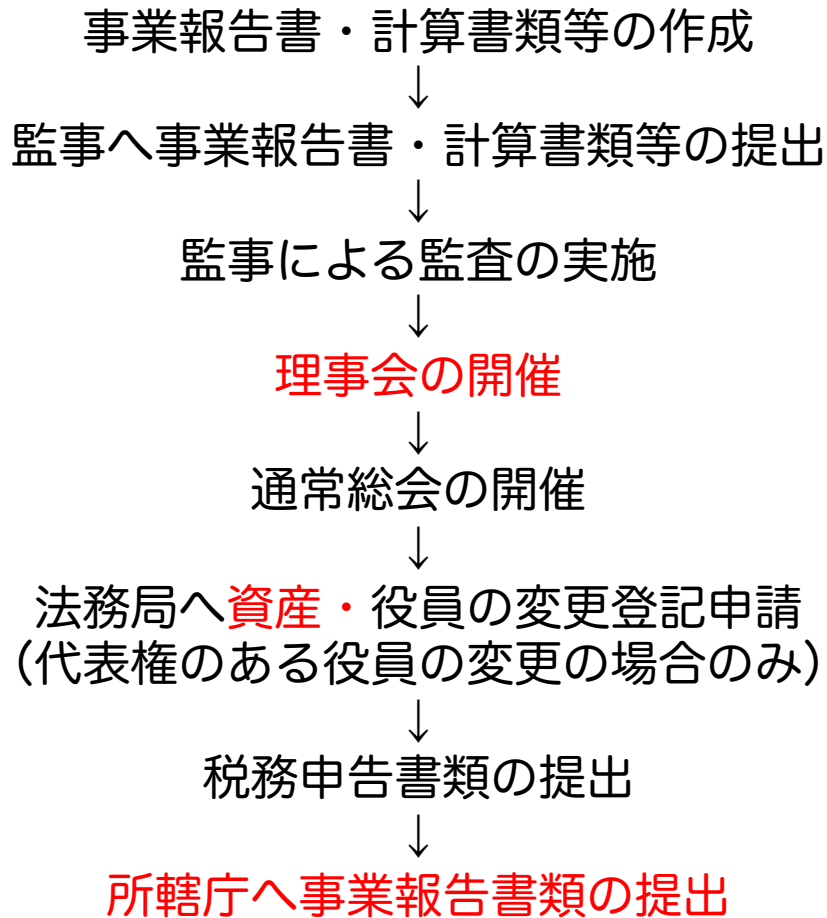 事業報告書・計算書類等の作成
↓
監事へ事業報告書・計算書類等の提出
↓
監事による監査の実施
↓
理事会の開催
↓
通常総会の開催
↓
法務局へ資産・役員の変更登記申請
(代表権のある役員の変更の場合のみ)
↓
税務申告書類の提出
↓
所轄庁へ事業報告書類の提出